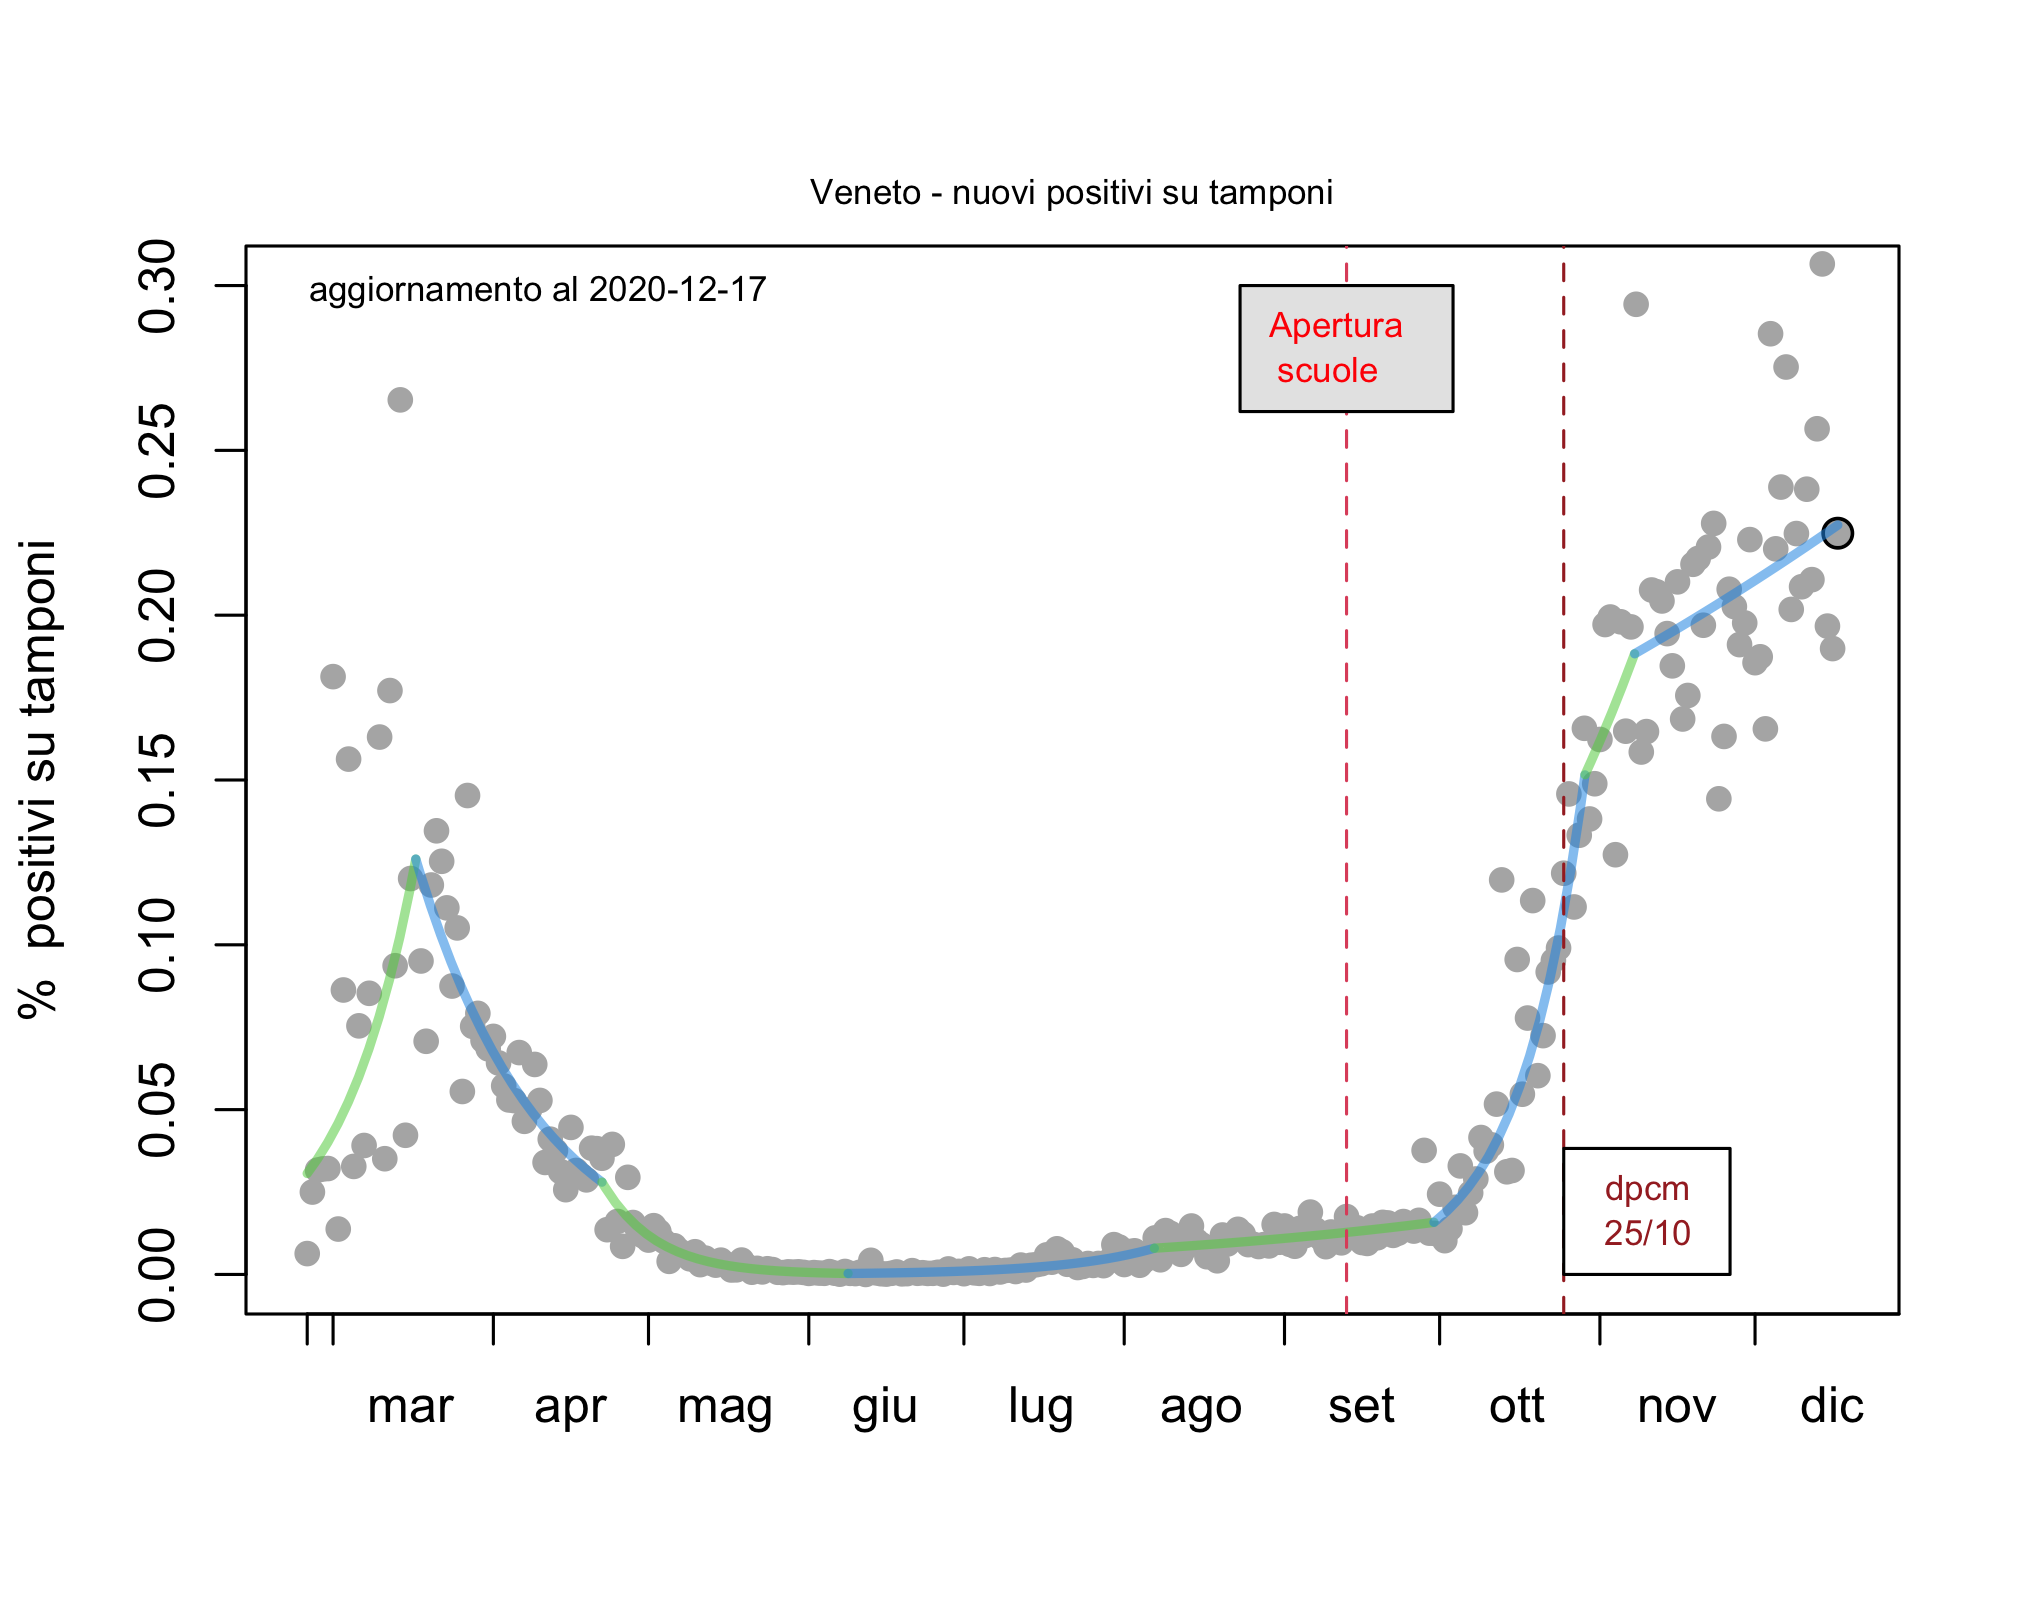 Veneto - nuovi positivi su tamponi
aggiornamento al 2020-12-17
Apertura
scuole
dpcm
25/10
% positivi su tamponi
0.30
0.25
0.20
0.15
0.10
0.05
0.00
mar apr mag giu lug ago set ott nov dic